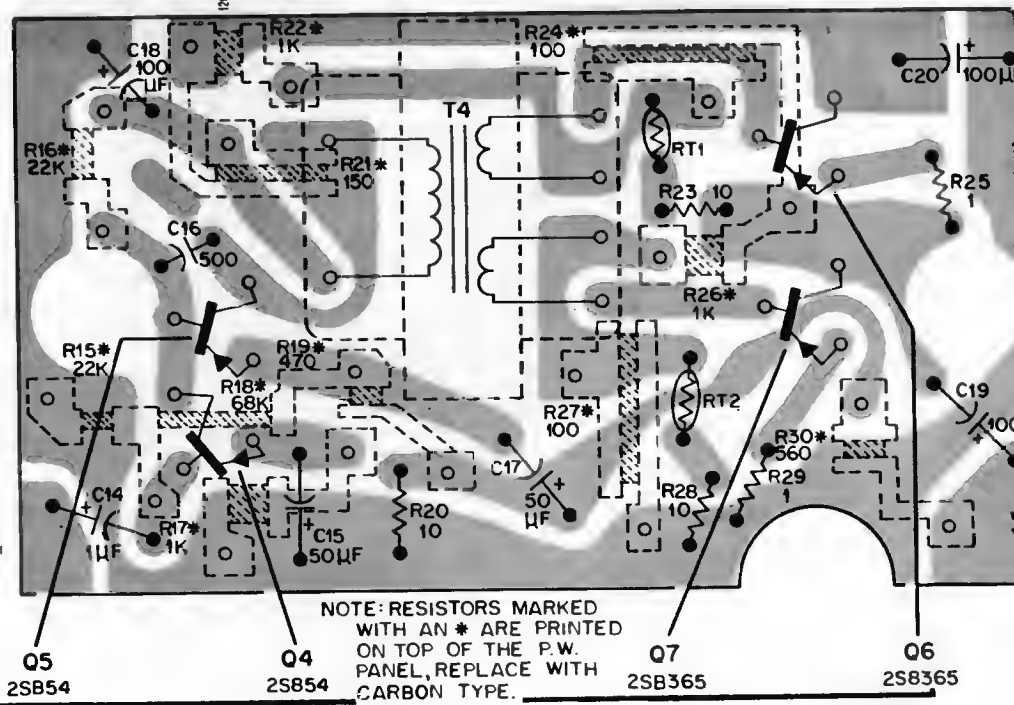 C18
100
µF
R22*
1K
R24*
100
C20
100µF
T4
R16*
22K
R21*
150
RT1
R23 10
R25
1
C16
500
R26*
1K
R15*
22K
R19*
470
R18*
68K
R27*
100
RT2
C19
100
C17
50
µF
R30*
560
R29
1
R28
10
C14
1µF
R17*
1K
C15
50µF
R20
10
NOTE: RESISTORS MARKED
WITH AN * ARE PRINTED
ON TOP OF THE P.W.
PANEL, REPLACE WITH
CARBON TYPE.
Q5
2SB54
Q4
2S854
Q7
2SB365
Q6
2S8365